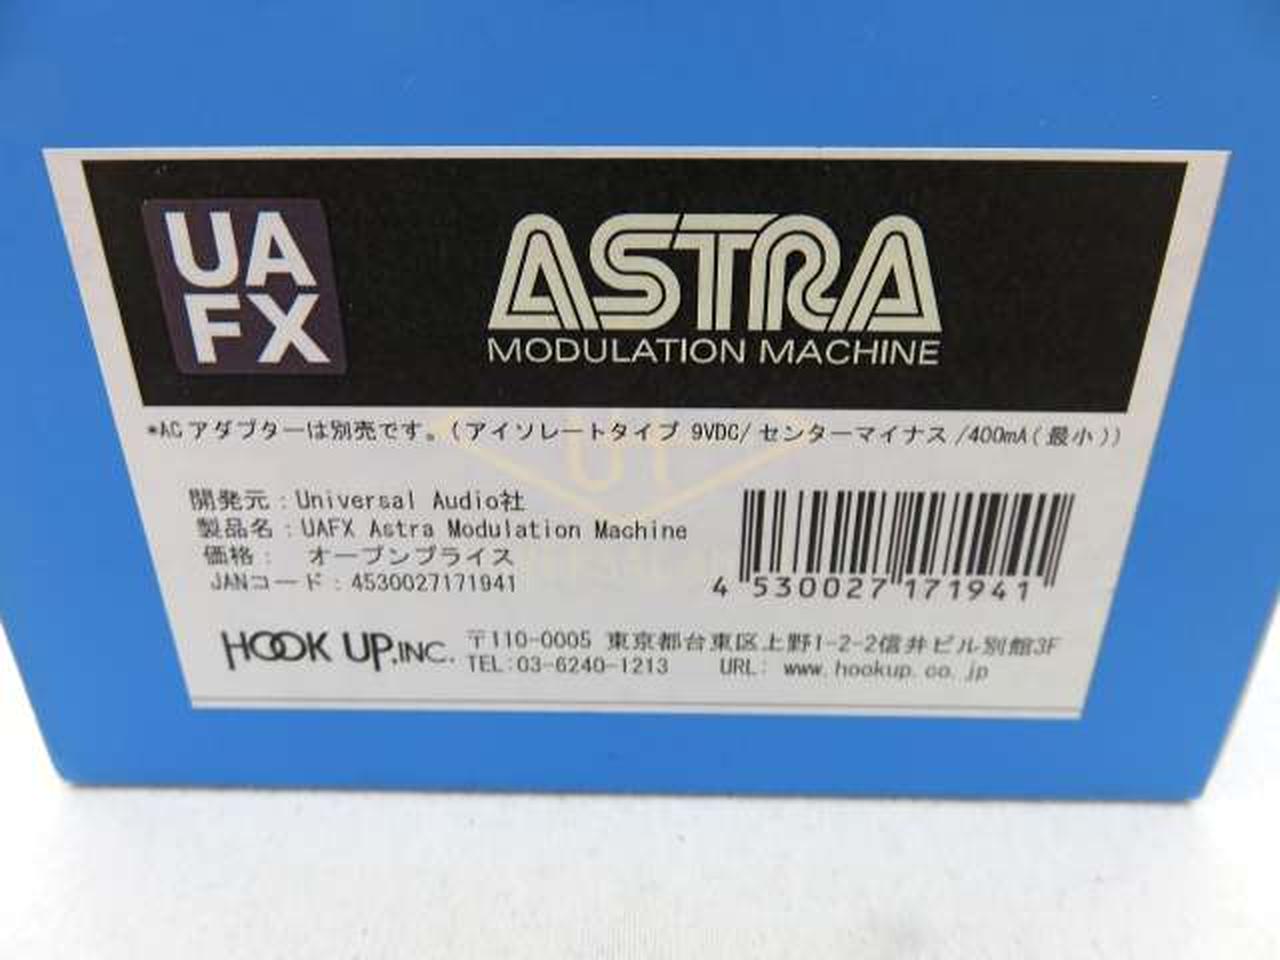 UA
FX
ASTRA
MODULATION MACHINE
*ACアダプターは別売です。(アイソレートタイプ 9VDC/センターマイナス/400mA(最小))
開発元:Universal Audio社
製品名:UAFX Astra Modulation Machine
価格: オープンプライス
JANコード:4530027171941
4 530027 171941
HOOK UP,INC.
〒110-0005 東京都台東区上野1-2-2信井ビル別館3F
TEL:03-6240-1213 URL: www.hookup.co.jp